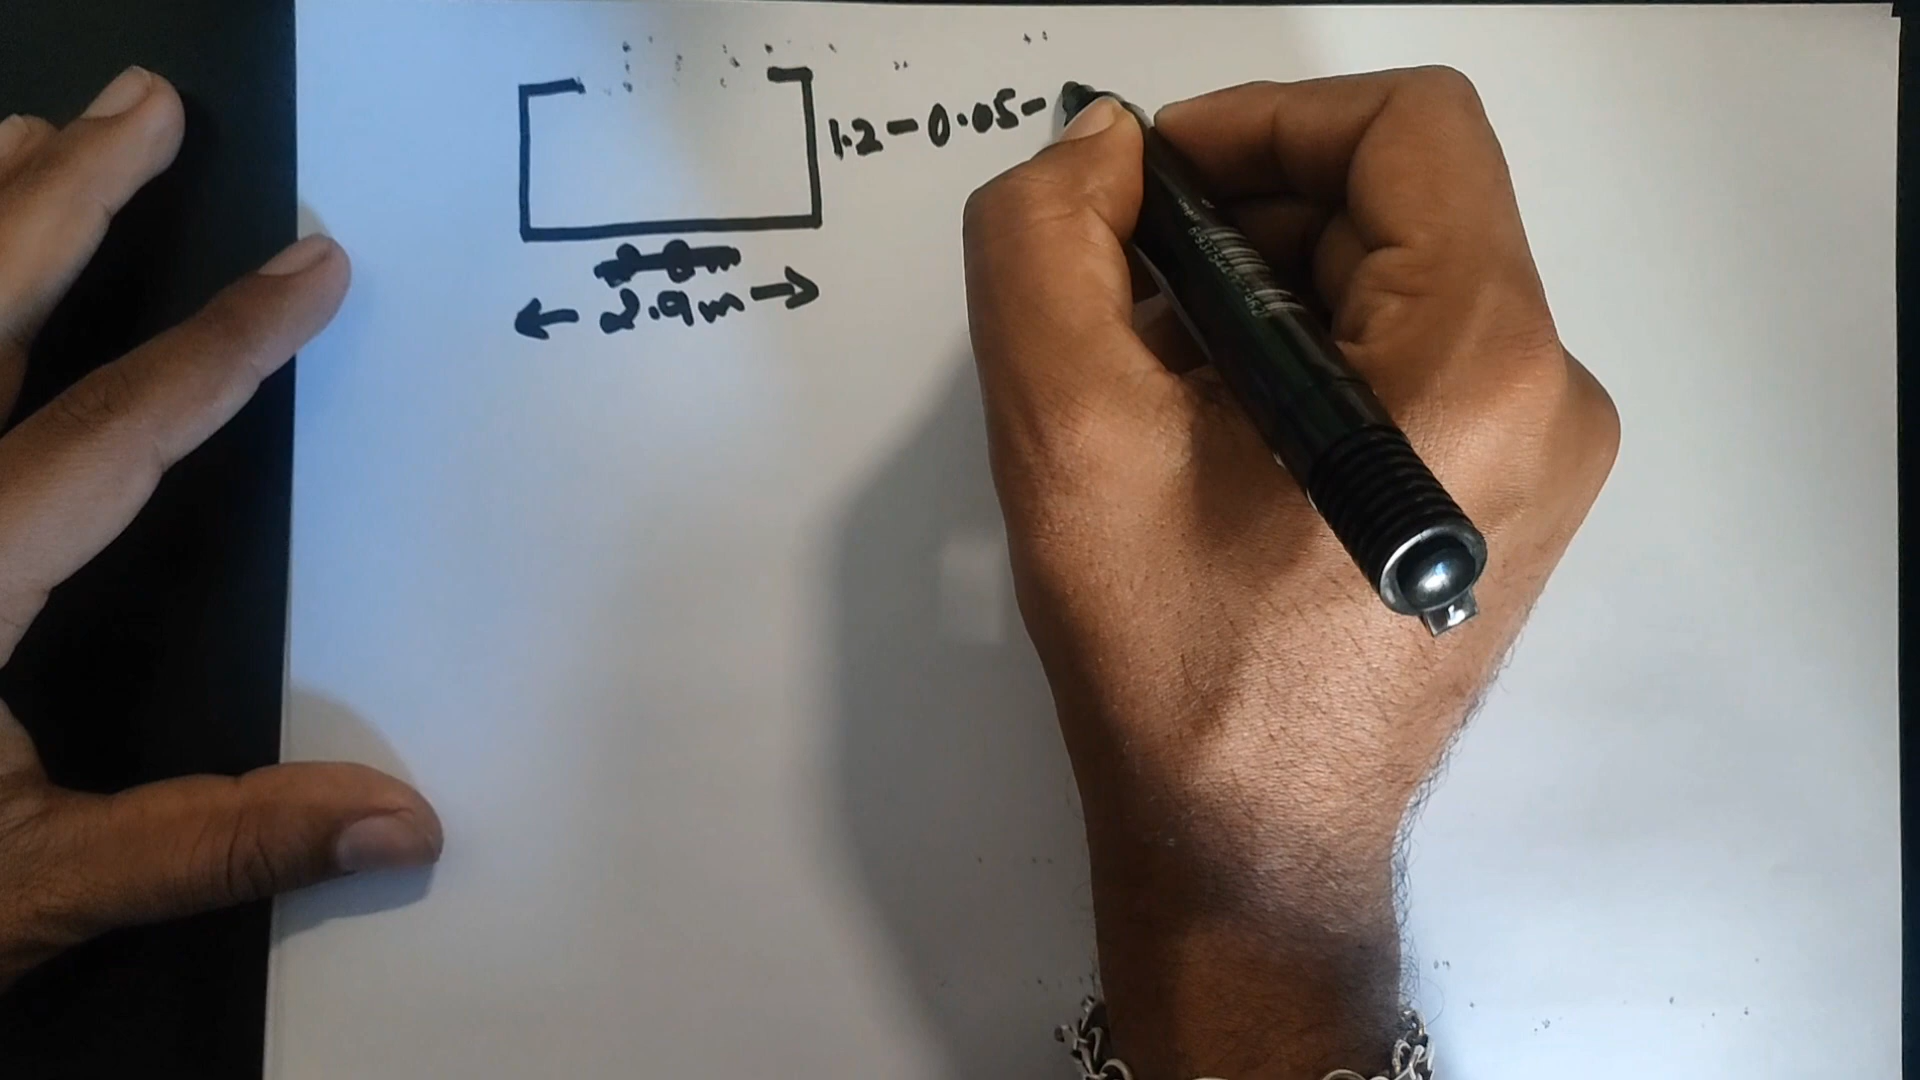 1.2-0.05-
← 2.9m →